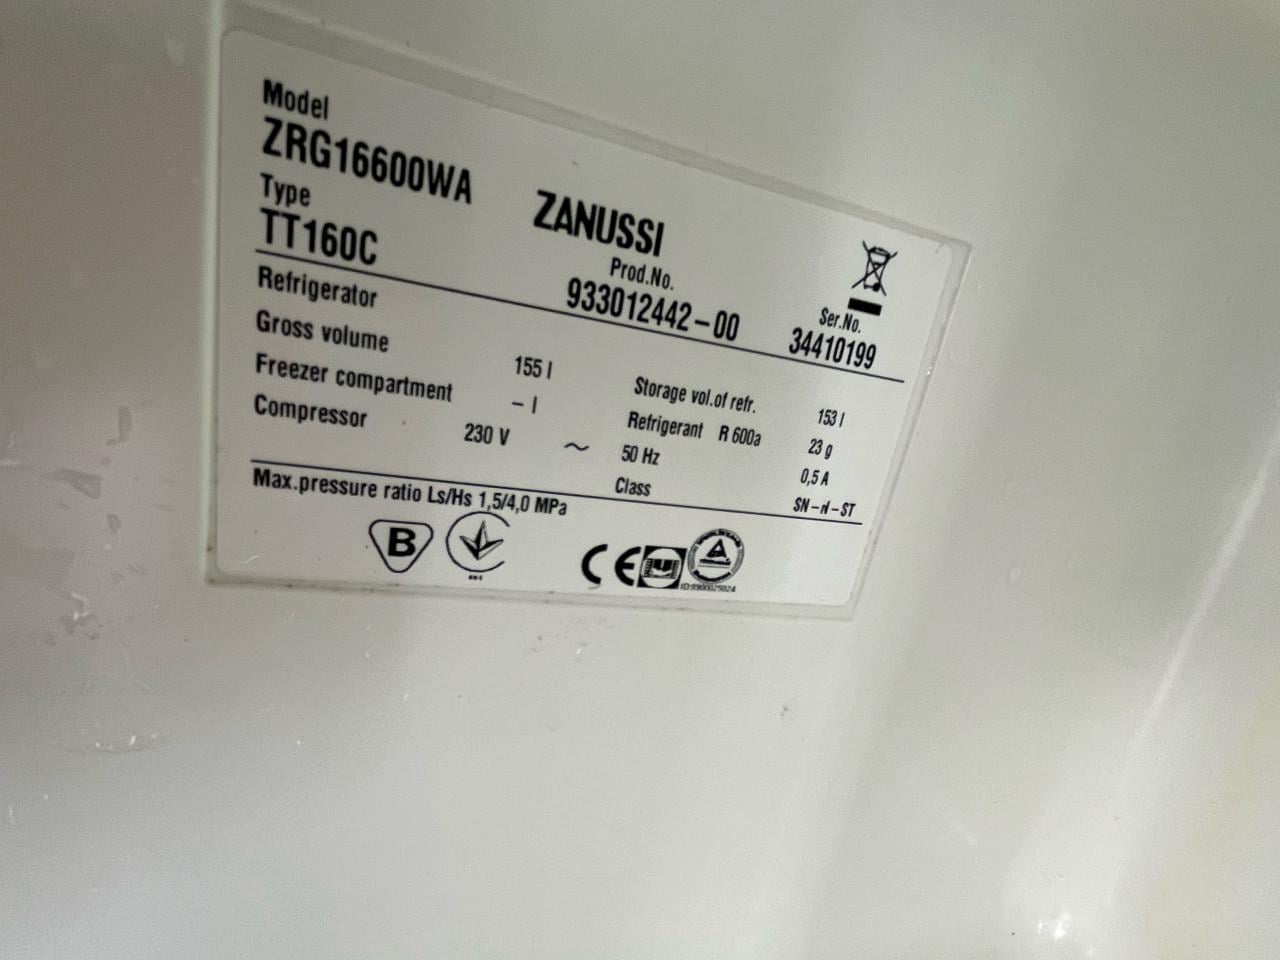 Model
ZRG16600WA
Type
TT160C
ZANUSSI
Prod.No.
933012442-00
Ser.No.
34410199
Refrigerator
Gross volume 155 l
Storage vol.of refr. 153 l
Freezer compartment - l
Refrigerant R 600a 23 g
Compressor 230 V ~ 50 Hz 0,5 A
Class SN-N-ST
Max.pressure ratio Ls/Hs 1,5/4,0 MPa
B
CE